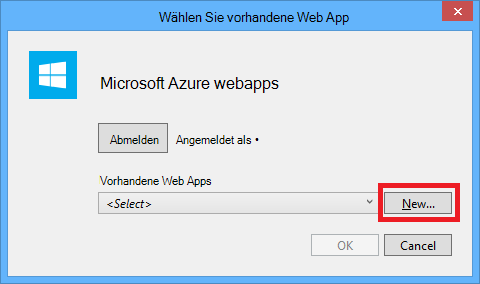 Wählen Sie vorhandene Web App
Microsoft Azure webapps
Abmelden Angemeldet als •
Vorhandene Web Apps
<Select> New...
OK Cancel